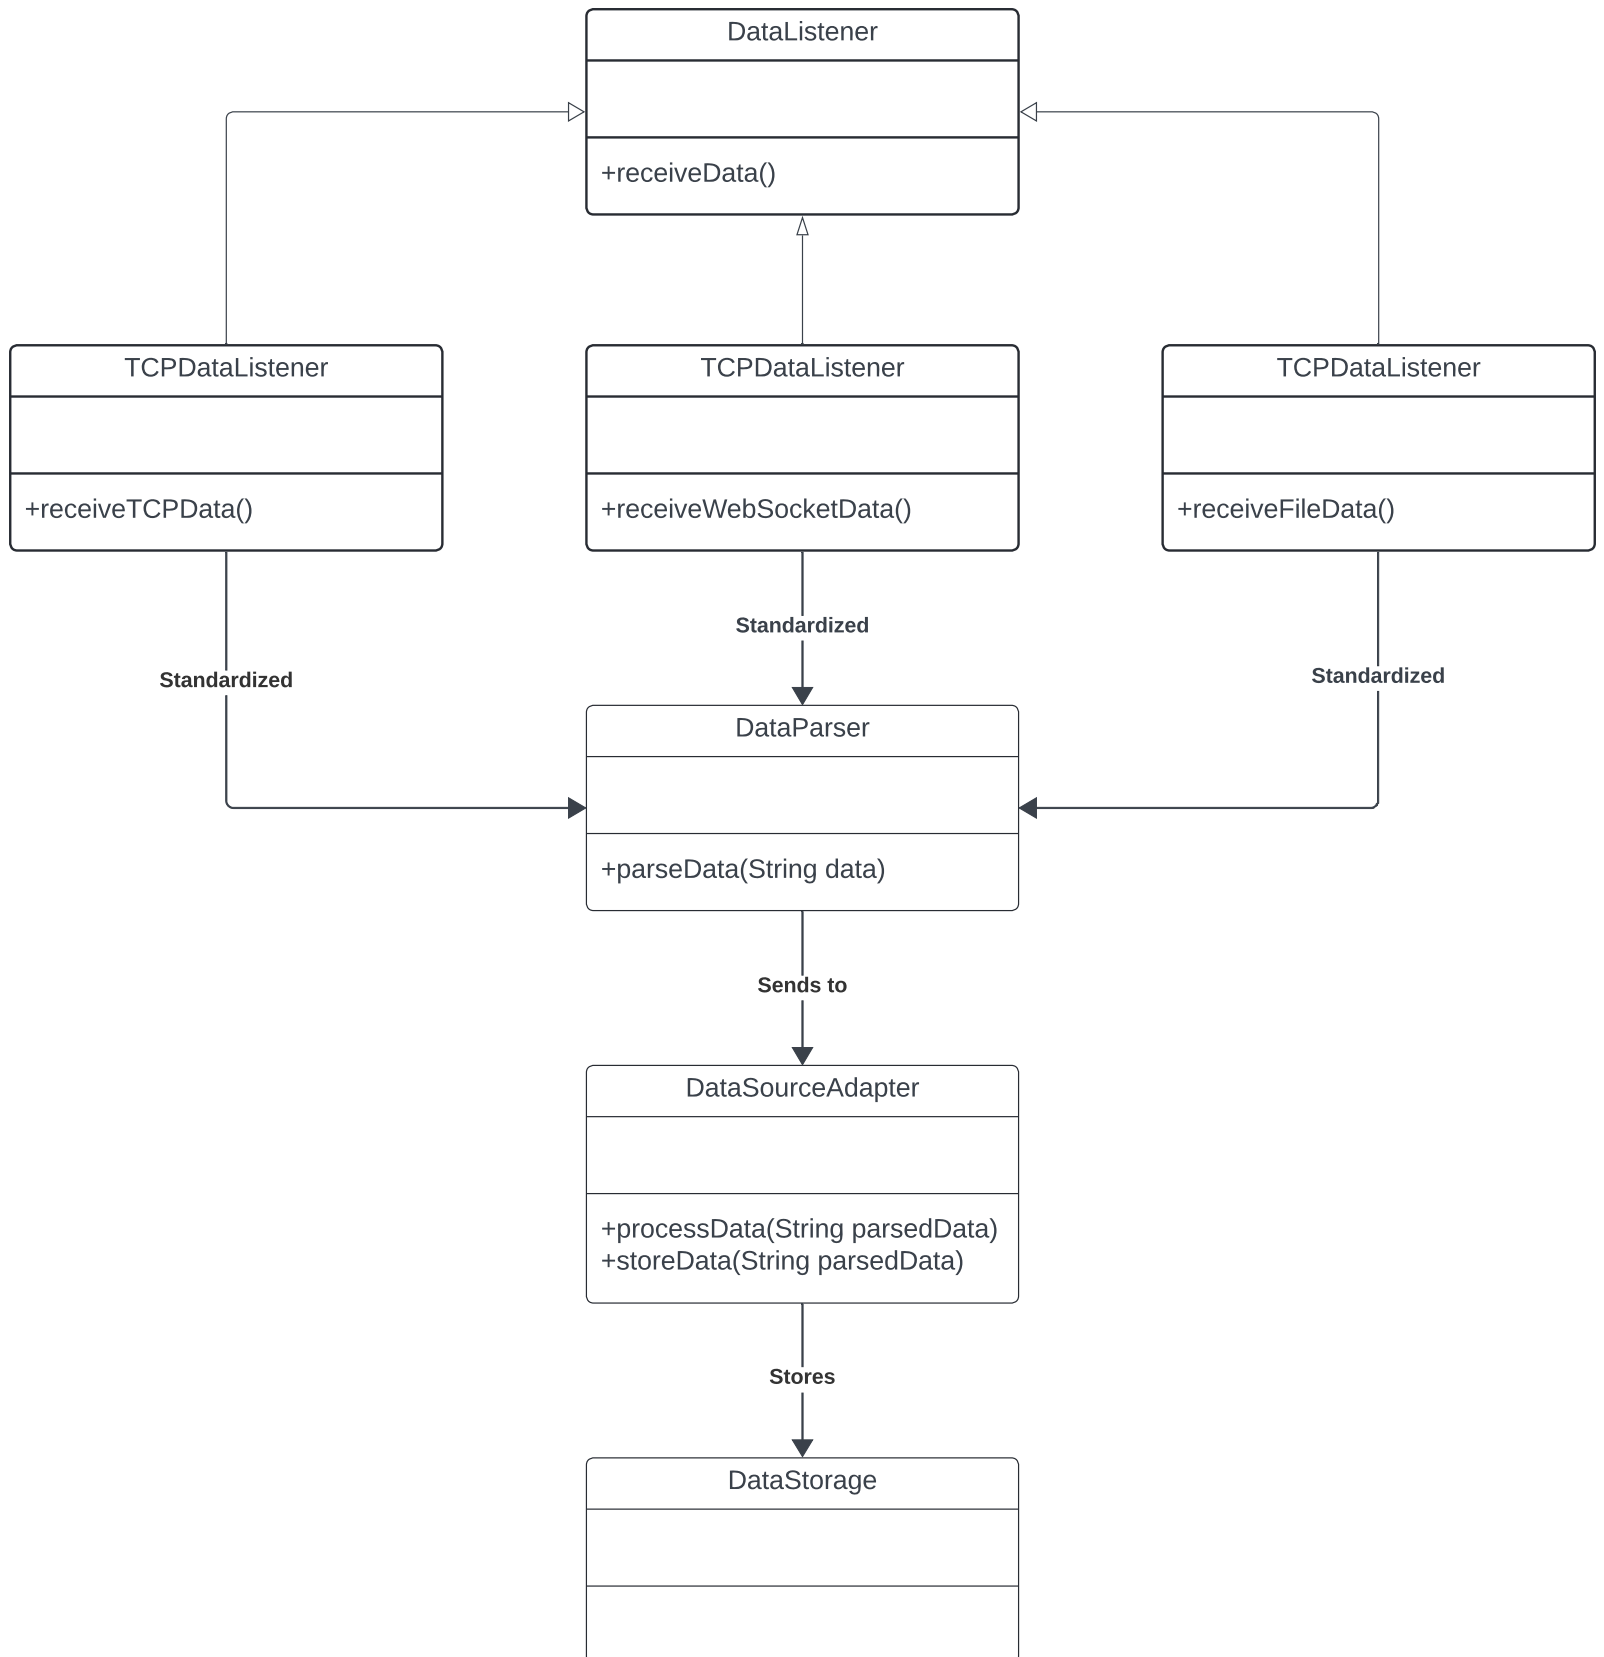 DataListener
+receiveData()
TCPDataListener
TCPDataListener
TCPDataListener
+receiveTCPData()
+receiveWebSocketData()
+receiveFileData()
Standardized
Standardized
Standardized
DataParser
+parseData(String data)
Sends to
DataSourceAdapter
+processData(String parsedData)
+storeData(String parsedData)
Stores
DataStorage